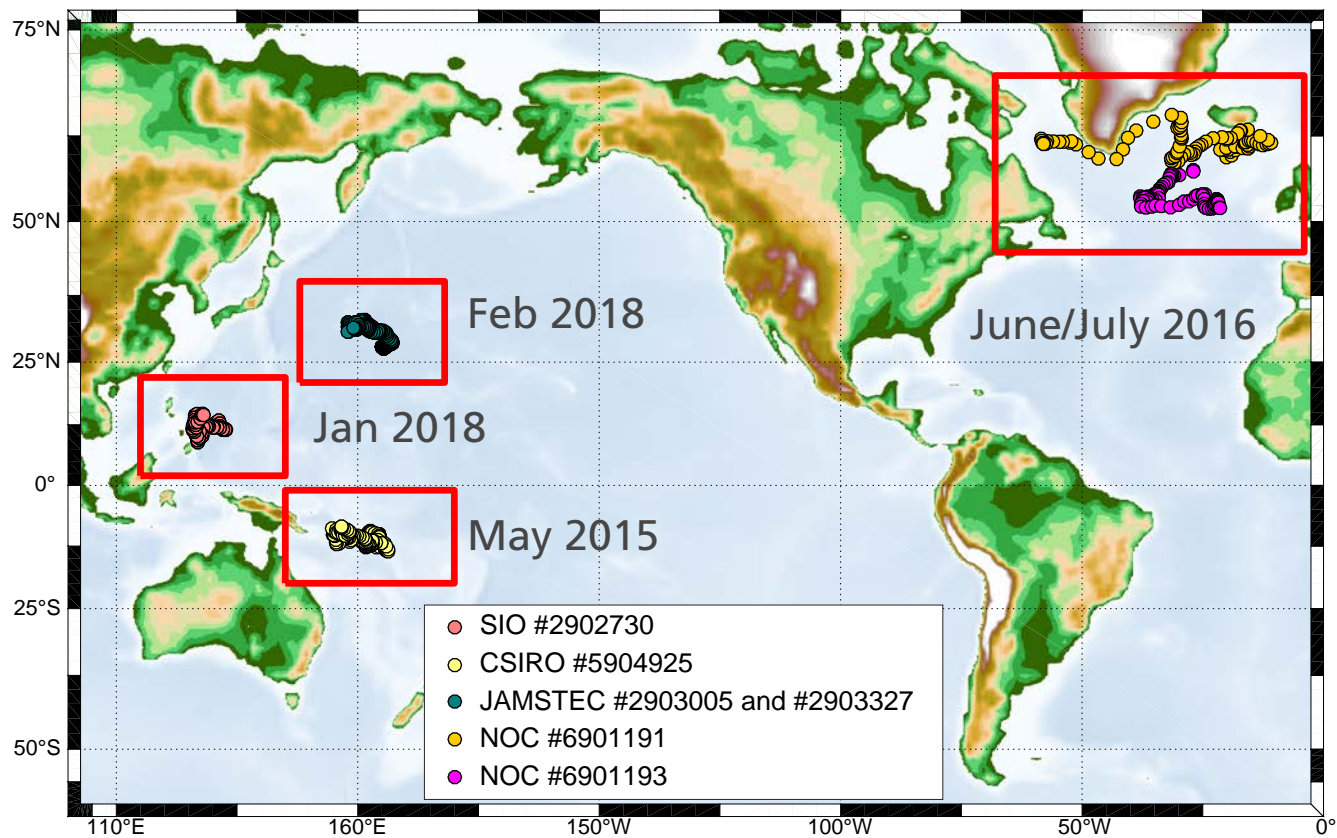 75°N
50°N
25°N
0°
25°S
50°S
Feb 2018
June/July 2016
Jan 2018
May 2015
SIO #2902730
CSIRO #5904925
JAMSTEC #2903005 and #2903327
NOC #6901191
NOC #6901193
110°E 160°E 150°W 100°W 50°W 0°